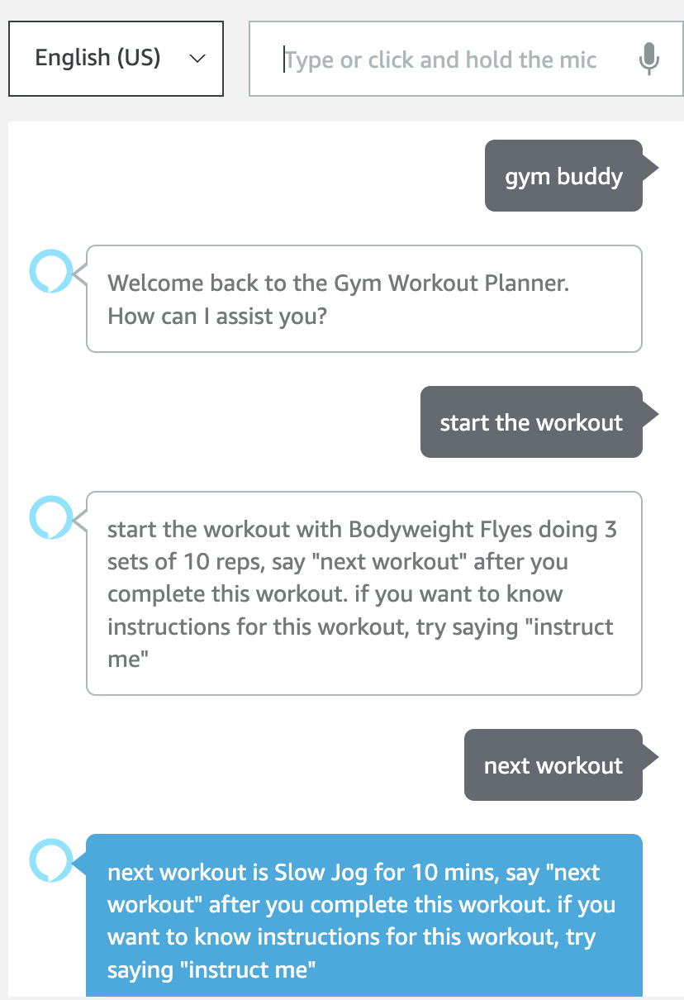 English (US)
Type or click and hold the mic
gym buddy
Welcome back to the Gym Workout Planner.
How can I assist you?
start the workout
start the workout with Bodyweight Flyes doing 3
sets of 10 reps, say "next workout" after you
complete this workout. if you want to know
instructions for this workout, try saying "instruct
me"
next workout
next workout is Slow Jog for 10 mins, say "next
workout" after you complete this workout. if you
want to know instructions for this workout, try
saying "instruct me"